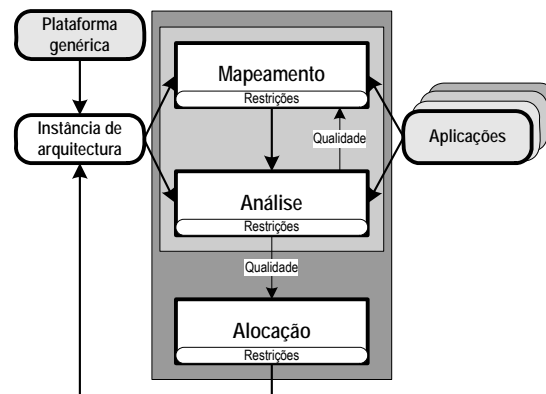 Plataforma
genérica
Mapeamento
Restrições
Instância de
arquitectura
Qualidade
Aplicações
Análise
Restrições
Qualidade
Alocação
Restrições